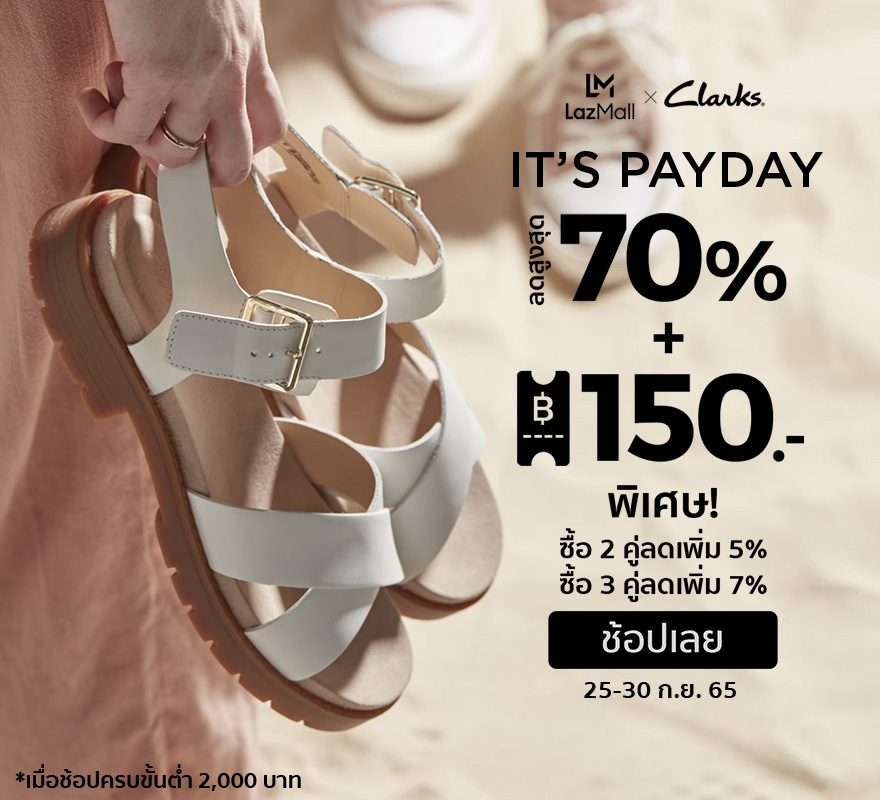 LM
LazMall × Clarks.
IT'S PAYDAY
ลดสูงสุด 70%
+
฿ 150.-
พิเศษ!
ซื้อ 2 คู่ลดเพิ่ม 5%
ซื้อ 3 คู่ลดเพิ่ม 7%
ช้อปเลย
25-30 ก.ย. 65
*เมื่อช้อปครบขั้นต่ำ 2,000 บาท